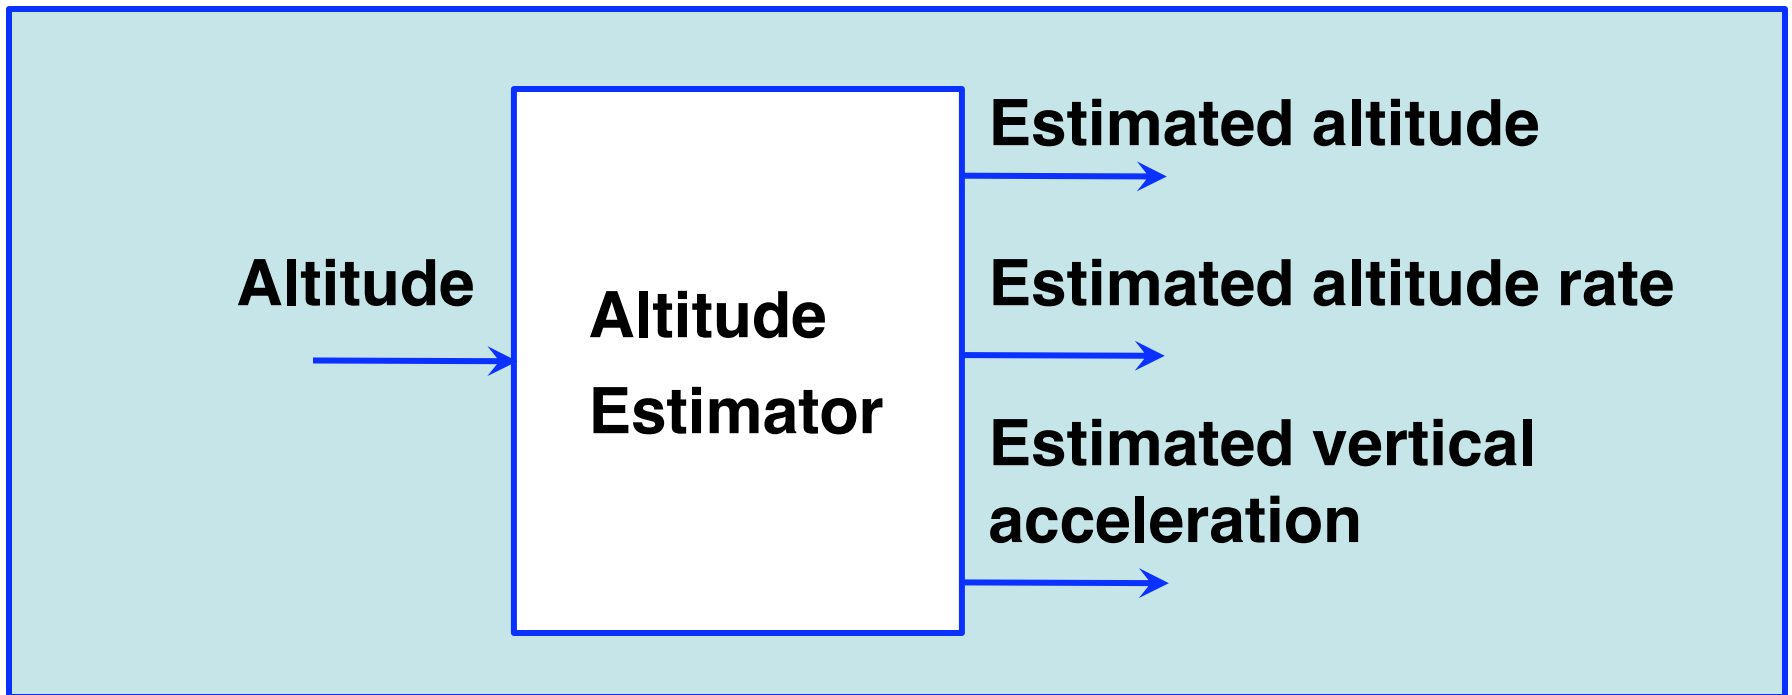 Altitude
Altitude
Estimator
Estimated altitude
Estimated altitude rate
Estimated vertical
acceleration